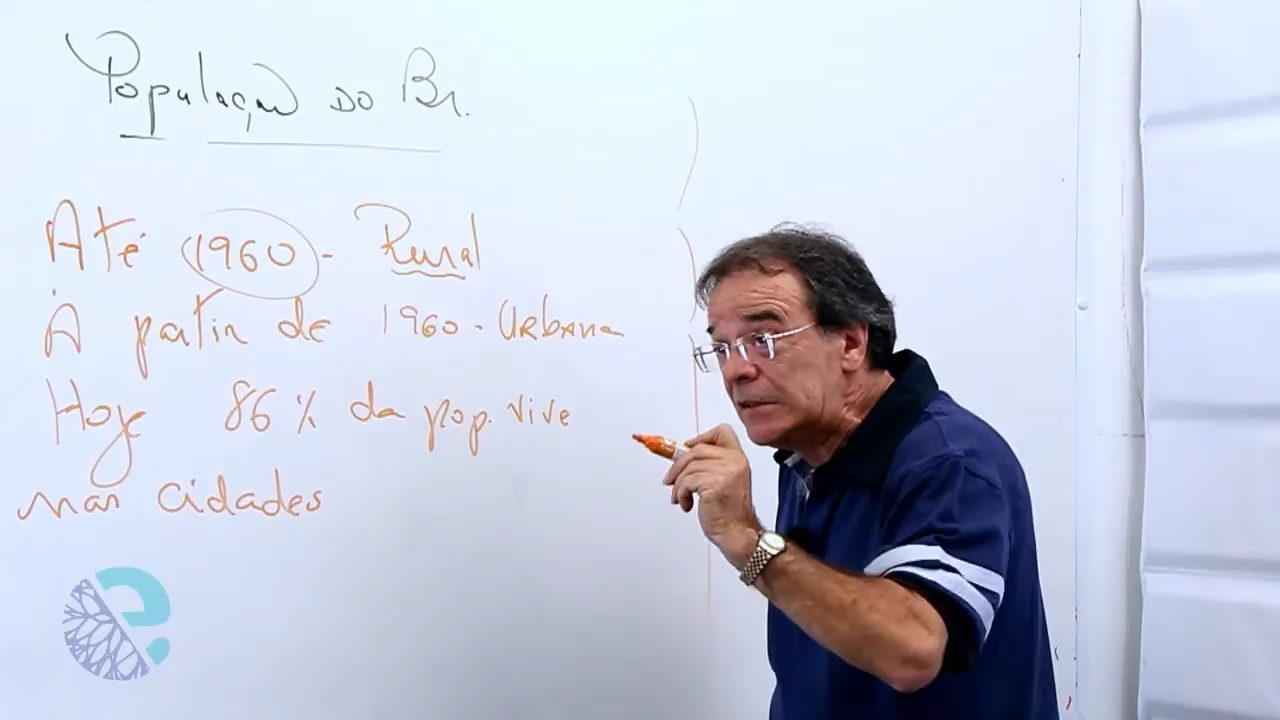 População do Br.
Até 1960 - Rural
À partir de 1960 - Urbana
Hoje 86% da pop. vive
nas cidades